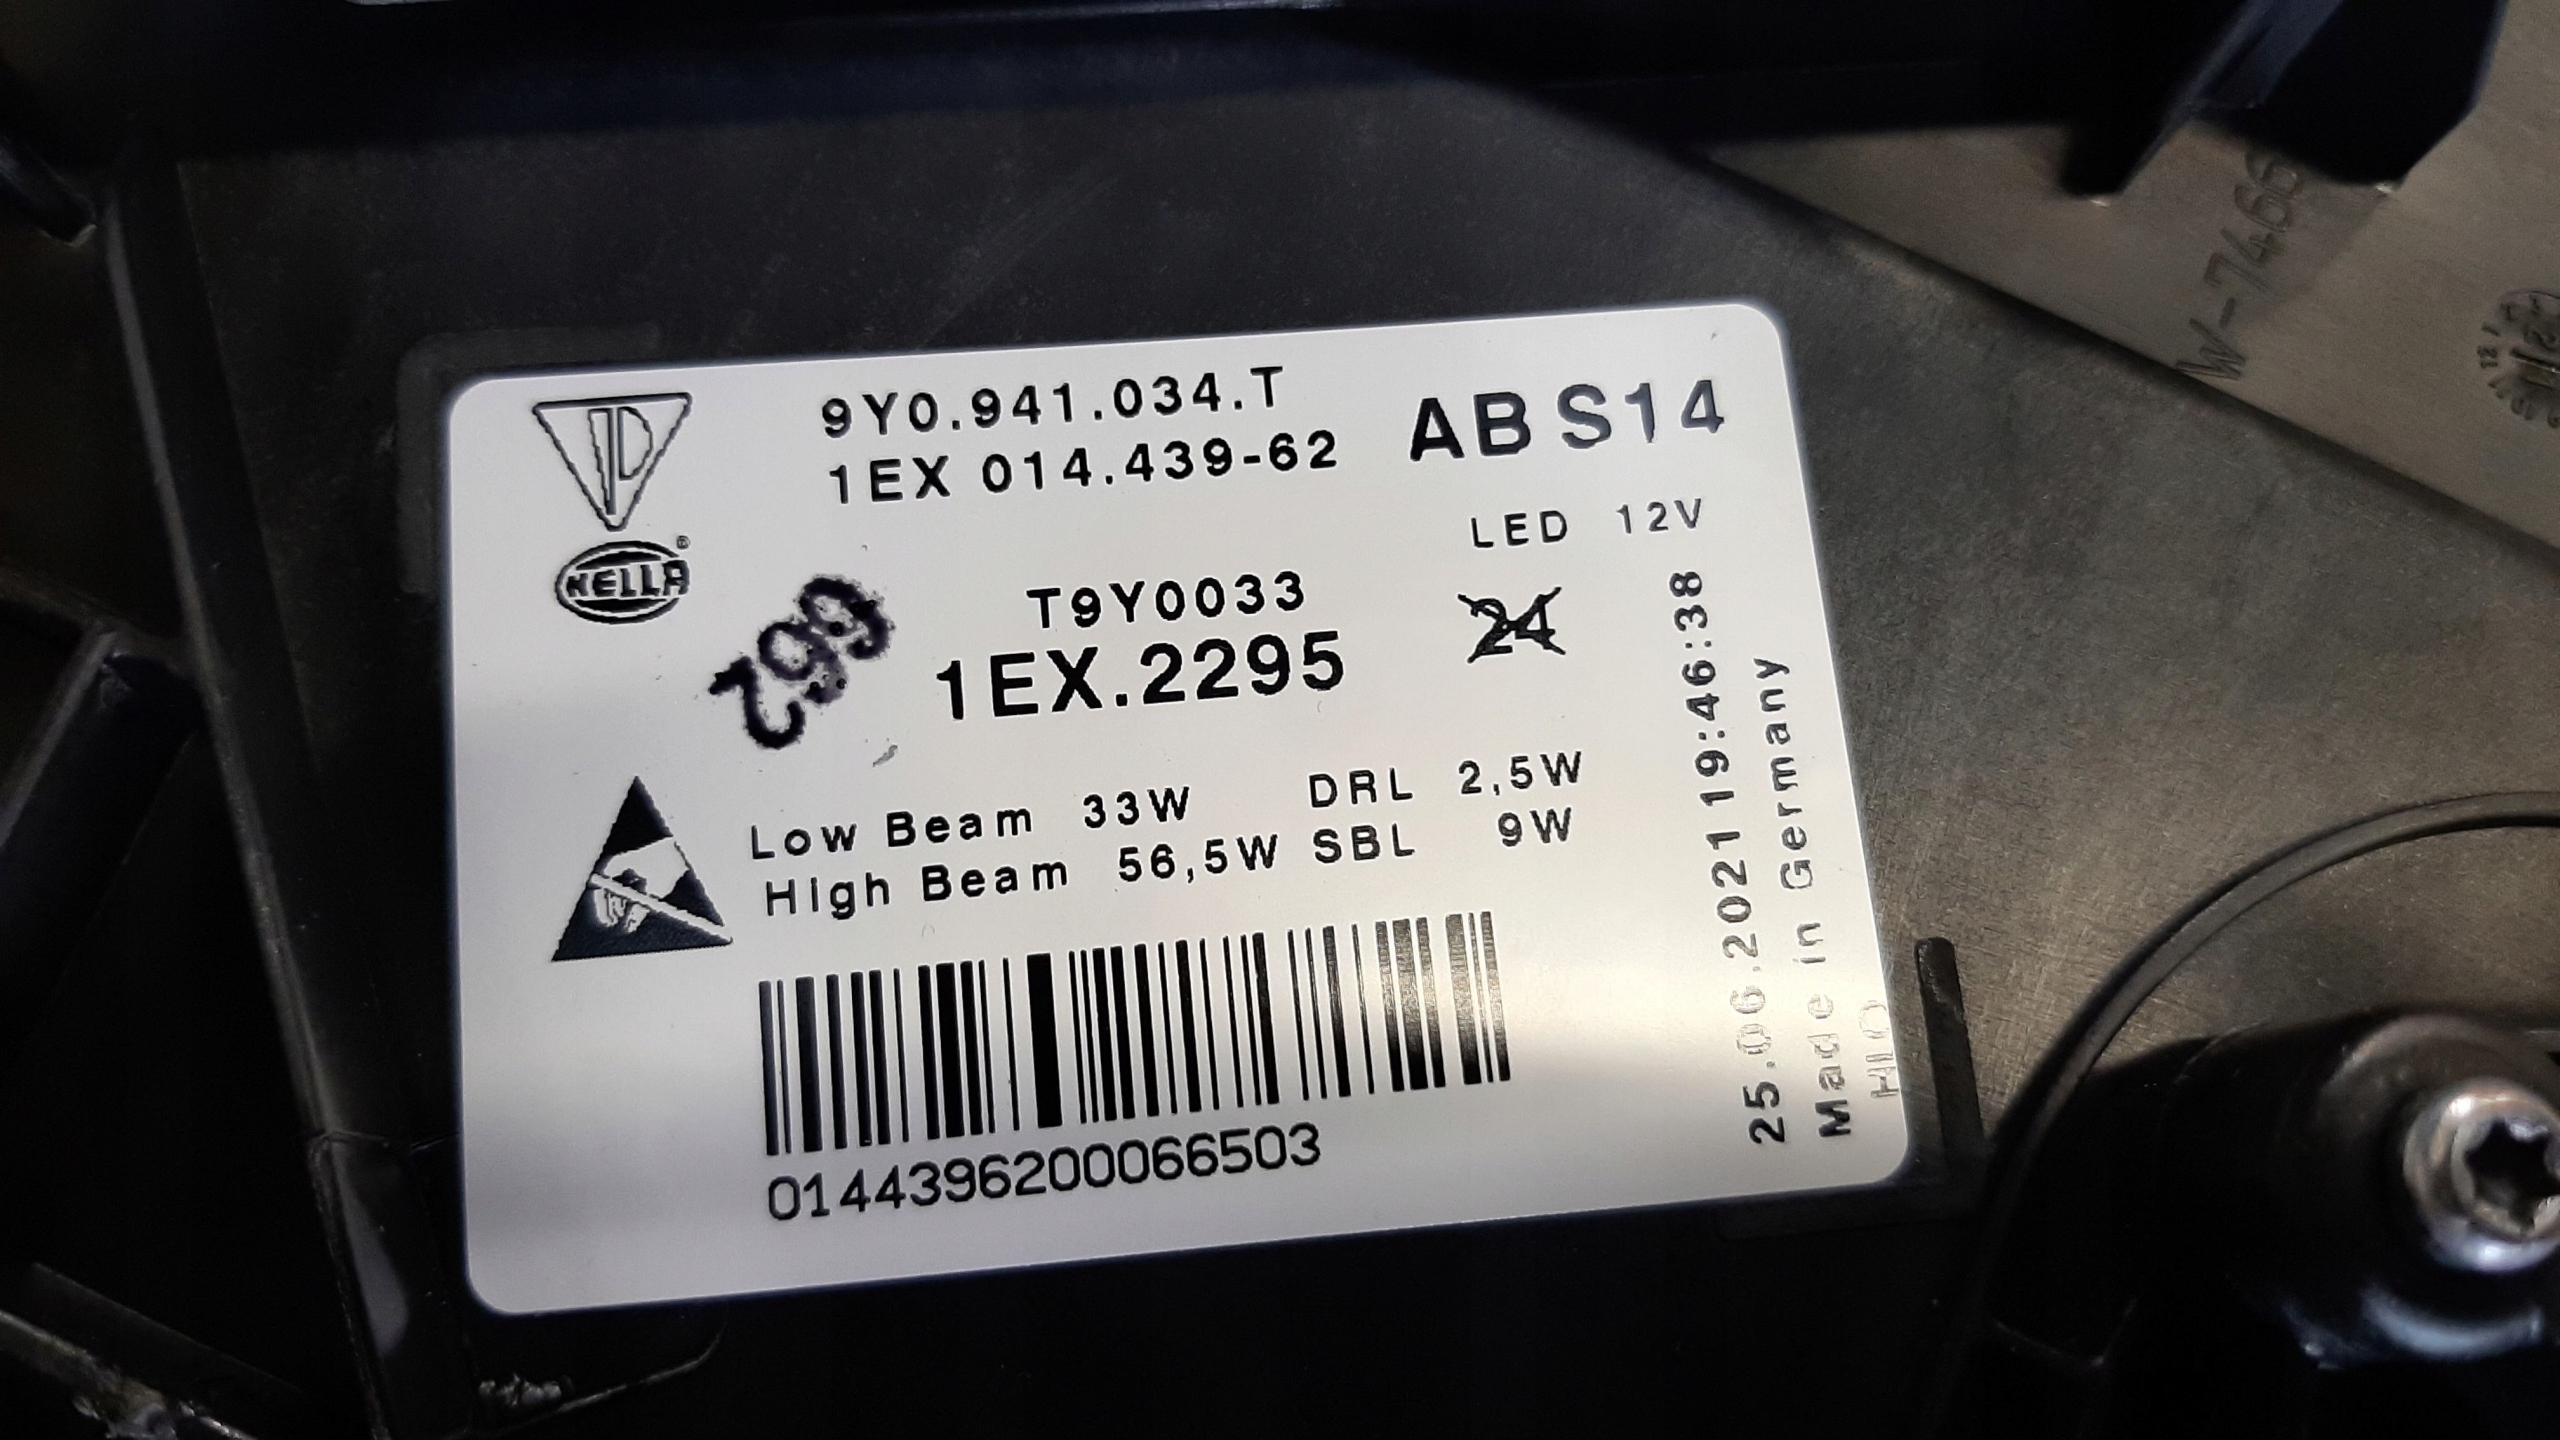 9Y0.941.034.T
1EX 014.439-62
AB S14
LED 12V
HELLA®
T9Y0033
1EX.2295
24
662
Low Beam 33W DRL 2,5W
High Beam 56,5W SBL 9W
0144396200066503
25.06.2021 19:46:38
Made in Germany
W-746